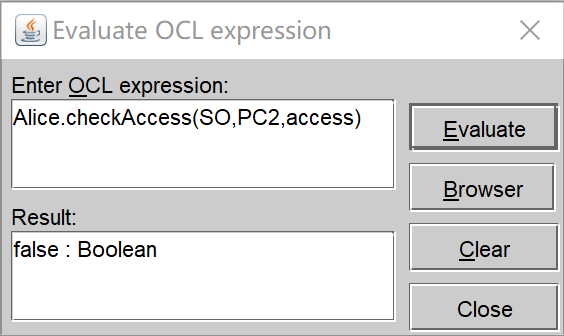 Evaluate OCL expression
Enter OCL expression:
Alice.checkAccess(SO,PC2,access)
Evaluate
Browser
Result:
false : Boolean
Clear
Close